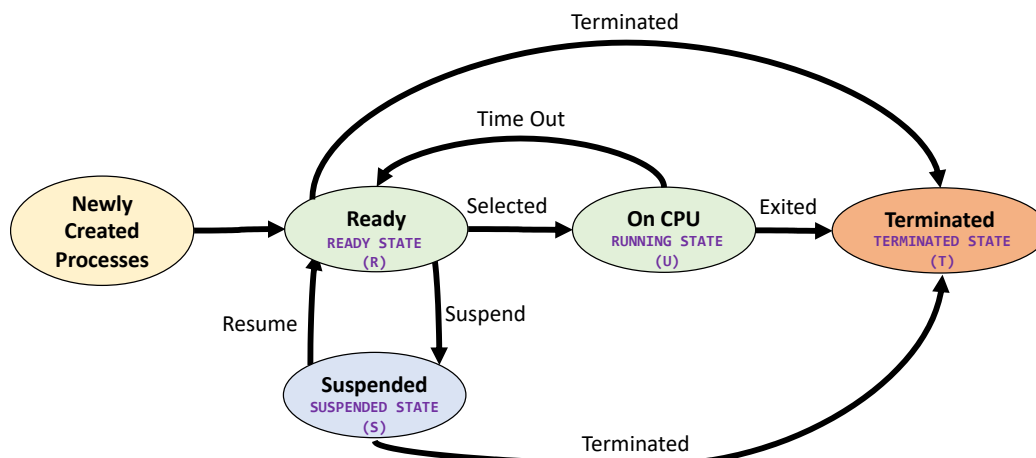 Terminated
Time Out
Newly
Created
Processes
Ready
READY STATE
(R)
Selected
On CPU
RUNNING STATE
(U)
Exited
Terminated
TERMINATED STATE
(T)
Resume
Suspend
Suspended
SUSPENDED STATE
(S)
Terminated